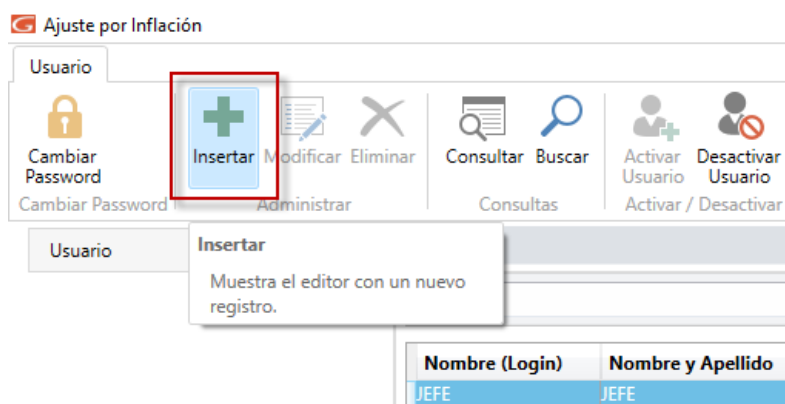 Ajuste por Inflación
Usuario
Cambiar Password
Insertar Modificar Eliminar
Consultar Buscar
Activar Usuario
Desactivar Usuario
Cambiar Password
Administrar
Consultas
Activar / Desactivar
Usuario
Insertar
Muestra el editor con un nuevo
registro.
Nombre (Login) Nombre y Apellido
JEFE JEFE